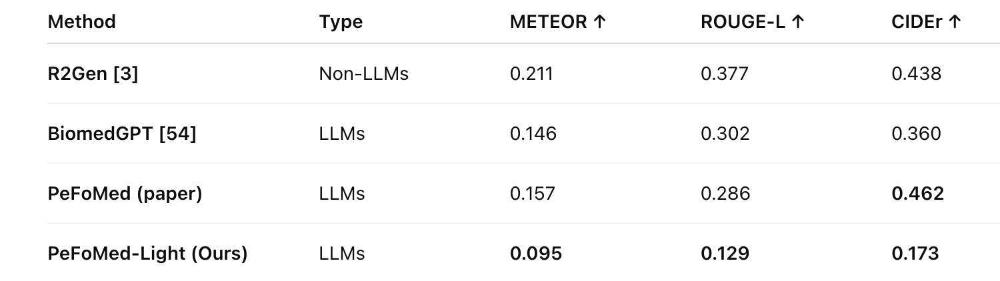 Method Type METEOR ↑ ROUGE-L ↑ CIDEr ↑
R2Gen [3] Non-LLMs 0.211 0.377 0.438
BiomedGPT [54] LLMs 0.146 0.302 0.360
PeFoMed (paper) LLMs 0.157 0.286 0.462
PeFoMed-Light (Ours) LLMs 0.095 0.129 0.173